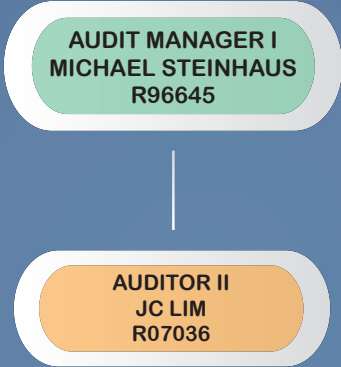 AUDIT MANAGER I
MICHAEL STEINHAUS
R96645
AUDITOR II
JC LIM
R07036